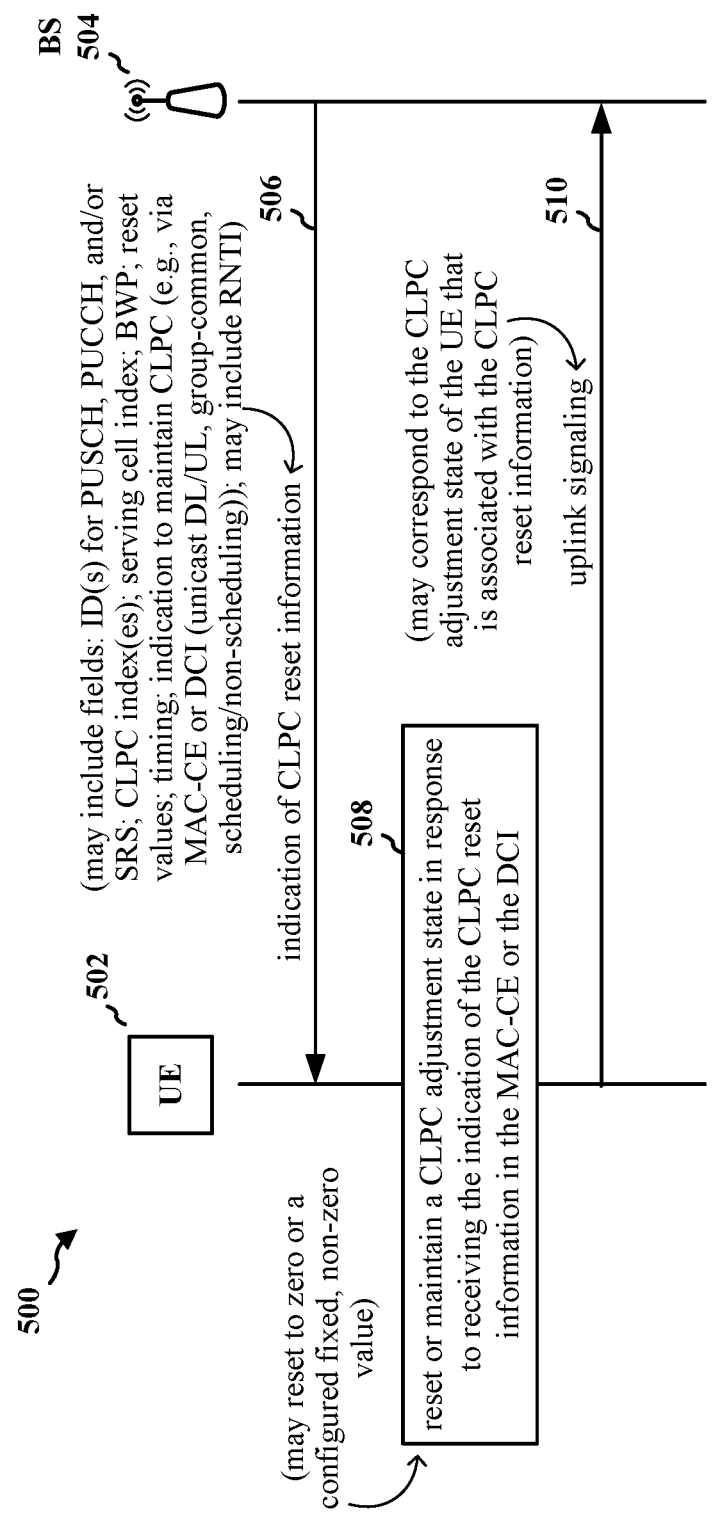 500
UE
502
BS
504
(may include fields: ID(s) for PUSCH, PUCCH, and/or
SRS; CLPC index(es); serving cell index; BWP; reset
values; timing; indication to maintain CLPC (e.g., via
MAC-CE or DCI (unicast DL/UL, group-common,
scheduling/non-scheduling)); may include RNTI)
indication of CLPC reset information
506
(may reset to zero or a
configured fixed, non-zero
value)
508
reset or maintain a CLPC adjustment state in response
to receiving the indication of the CLPC reset
information in the MAC-CE or the DCI
(may correspond to the CLPC
adjustment state of the UE that
is associated with the CLPC
reset information)
uplink signaling
510